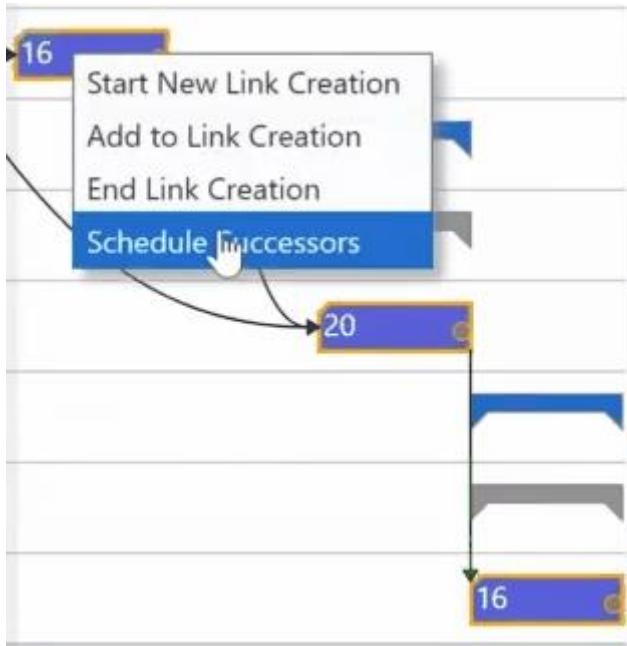 16
Start New Link Creation
Add to Link Creation
End Link Creation
Schedule Successors
20
16